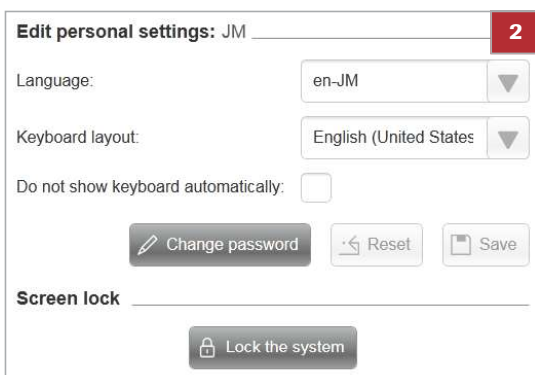 Edit personal settings: JM
2
Language:
en-JM
Keyboard layout:
English (United States
Do not show keyboard automatically:
Change password
Reset
Save
Screen lock
Lock the system